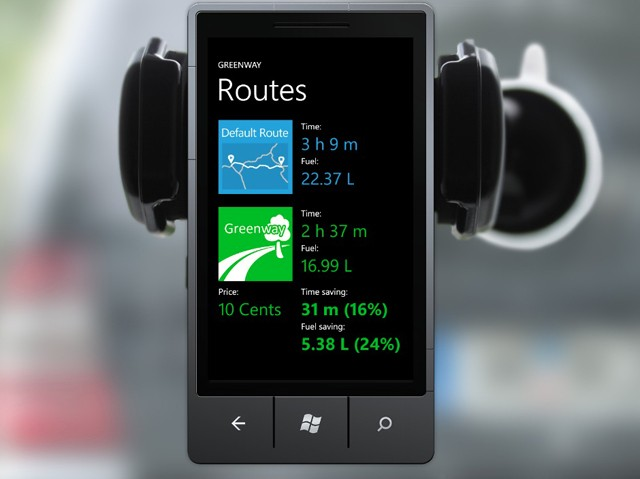 GREENWAY
Routes
Default Route
Time:
3 h 9 m
Fuel:
22.37 L
Greenway
Time:
2 h 37 m
Fuel:
16.99 L
Price:
10 Cents
Time saving:
31 m (16%)
Fuel saving:
5.38 L (24%)